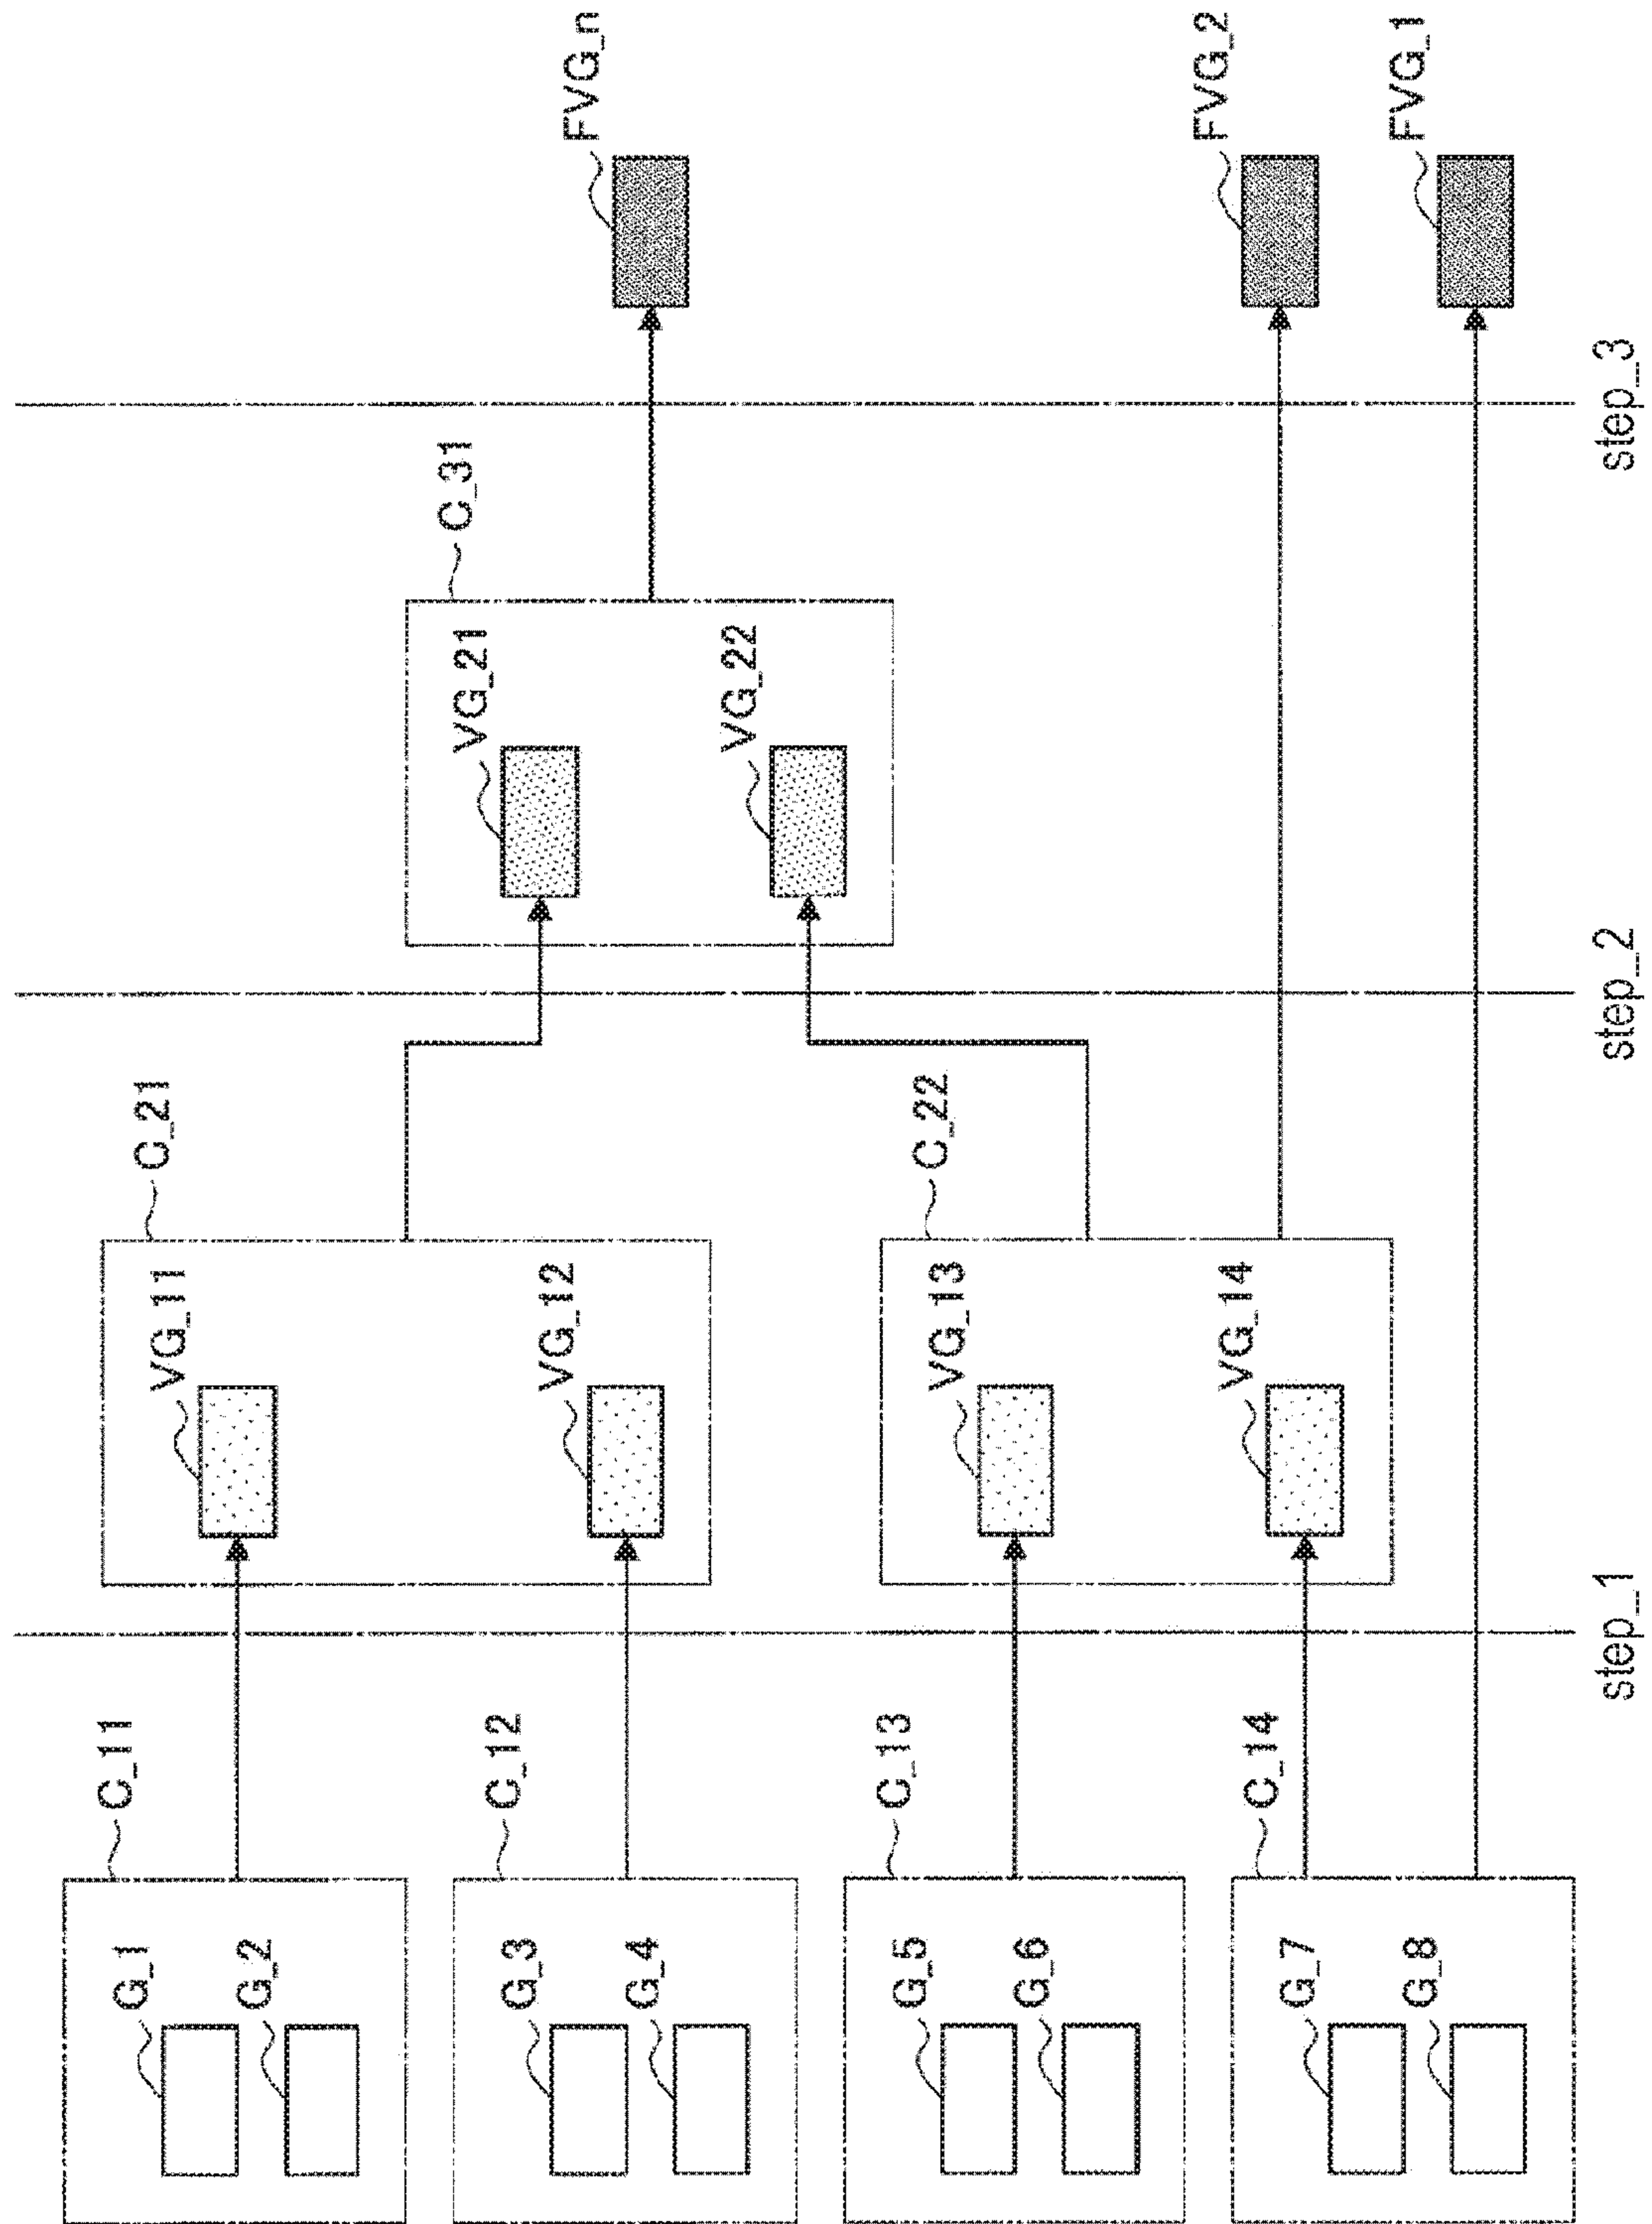 G_1
G_2
C_11
G_3
G_4
C_12
G_5
G_6
C_13
G_7
G_8
C_14
step_1
VG_11
VG_12
C_21
VG_13
VG_14
C_22
step_2
VG_21
VG_22
C_31
step_3
FVG_n
FVG_2
FVG_1